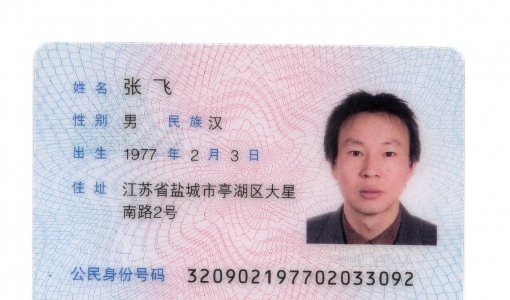 姓名 张飞
性别 男 民族 汉
出生 1977 年 2 月 3 日
住址 江苏省盐城市亭湖区大星
南路2号
公民身份号码 320902197702033092